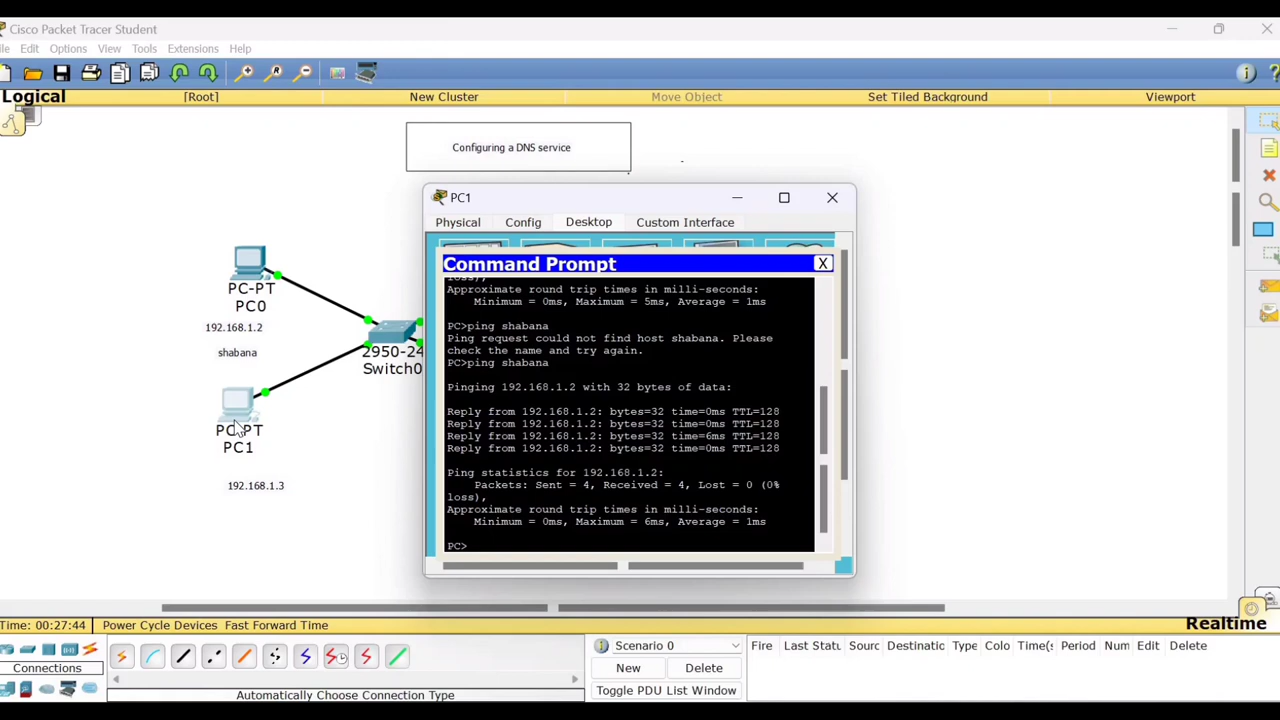 Cisco Packet Tracer Student
File Edit Options View Tools Extensions Help
Logical [Root] New Cluster Move Object Set Tiled Background Viewport
Configuring a DNS service
PC1
Physical Config Desktop Custom Interface
Command Prompt X
loss),
Approximate round trip times in milli-seconds:
Minimum = 0ms, Maximum = 5ms, Average = 1ms
PC>ping shabana
Ping request could not find host shabana. Please
check the name and try again.
PC>ping shabana
Pinging 192.168.1.2 with 32 bytes of data:
Reply from 192.168.1.2: bytes=32 time=0ms TTL=128
Reply from 192.168.1.2: bytes=32 time=0ms TTL=128
Reply from 192.168.1.2: bytes=32 time=6ms TTL=128
Reply from 192.168.1.2: bytes=32 time=0ms TTL=128
Ping statistics for 192.168.1.2:
Packets: Sent = 4, Received = 4, Lost = 0 (0%
loss),
Approximate round trip times in milli-seconds:
Minimum = 0ms, Maximum = 6ms, Average = 1ms
PC>
PC-PT
PC0
192.168.1.2
shabana
2950-24
Switch0
PC-PT
PC1
192.168.1.3
Realtime
Time: 00:27:44 Power Cycle Devices Fast Forward Time
Connections
Automatically Choose Connection Type
Scenario 0
New Delete
Toggle PDU List Window
Fire Last Statu Sourc Destinatic Type Colo Time(s Period Num Edit Delete